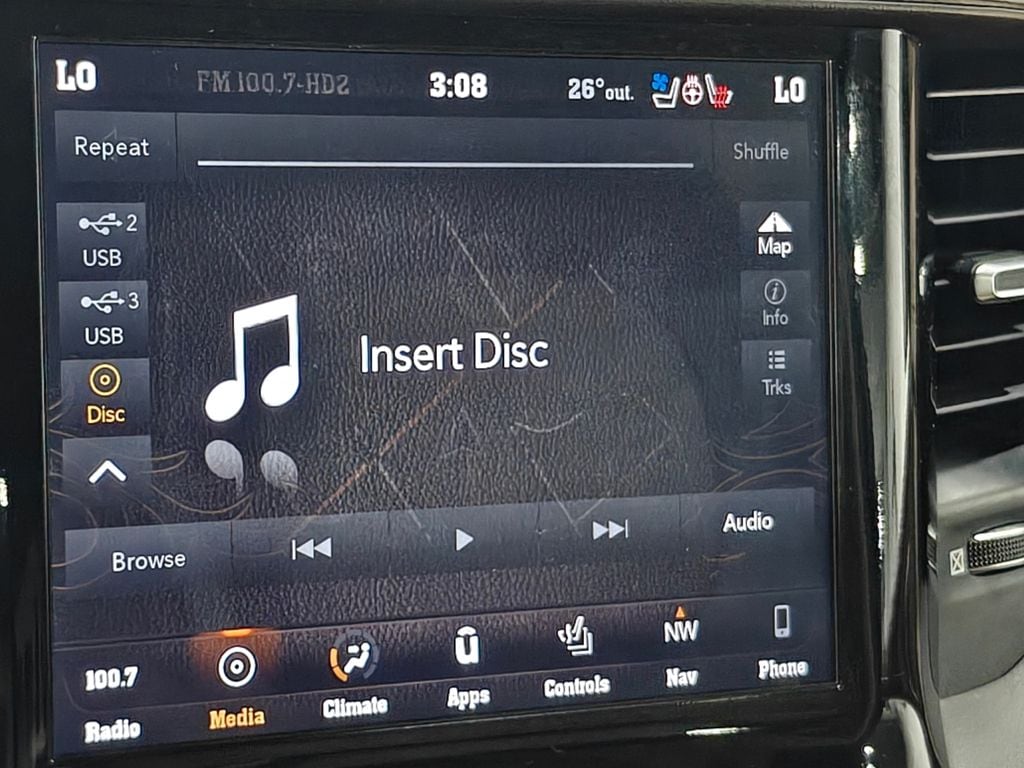 LO FM 100.7-HD2 3:08 26° out. LO
Repeat
Shuffle
2
USB
Map
3
USB
Info
Insert Disc
Disc
Trks
Browse
Audio
100.7
NW
Radio
Media
Climate
Apps
Controls
Nav
Phone